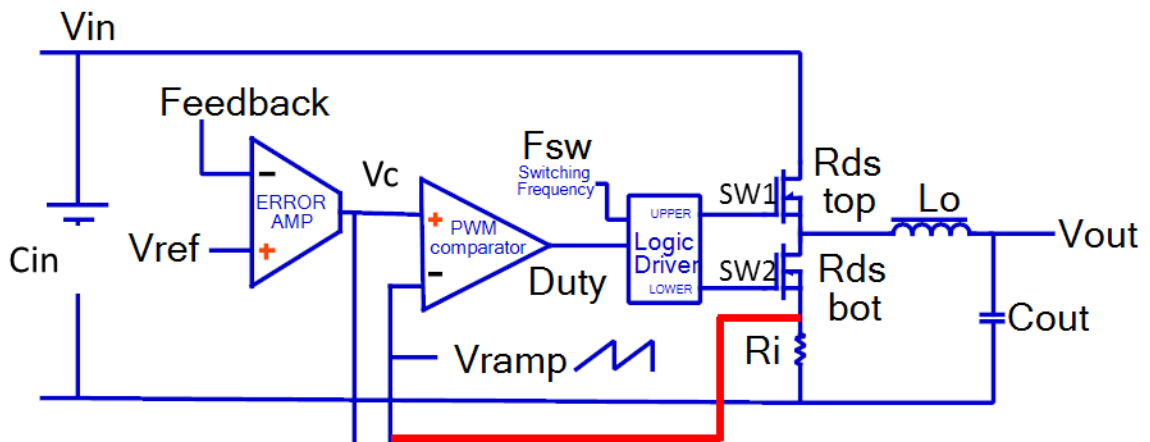 Vin
Feedback
-
ERROR
AMP
+
Vref
Cin
Vc
+
PWM
comparator
-
Duty
Vramp
Fsw
Switching
Frequency
UPPER
Logic
Driver
LOWER
SW1
SW2
Rds
top
Rds
bot
Ri
Lo
Vout
Cout